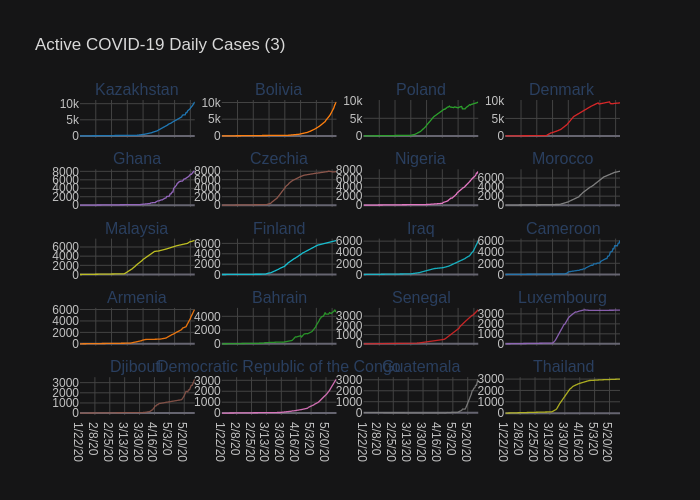 Active COVID-19 Daily Cases (3)
Kazakhstan Bolivia Poland Denmark
10k 10k 10k 10k
5k 5k 5k 5k
0 0 0 0
Ghana Czechia Nigeria Morocco
8000 8000 8000
6000 6000 6000 6000
4000 4000 4000 4000
2000 2000 2000 2000
0 0 0 0
Malaysia Finland Iraq Cameroon
6000 6000 6000 6000
4000 4000 4000 4000
2000 2000 2000 2000
0 0 0 0
Armenia Bahrain Senegal Luxembourg
6000 4000 3000 3000
4000 2000 2000 2000
2000 1000 1000
0 0 0 0
Djibouti Democratic Republic of the Congo Guatemala Thailand
3000 3000 3000 3000
2000 2000 2000 2000
1000 1000 1000 1000
0 0 0 0
1/22/20 2/8/20 2/25/20 3/13/20 3/30/20 4/16/20 5/3/20 5/20/20 1/22/20 2/8/20 2/25/20 3/13/20 3/30/20 4/16/20 5/3/20 5/20/20 1/22/20 2/8/20 2/25/20 3/13/20 3/30/20 4/16/20 5/3/20 5/20/20 1/22/20 2/8/20 2/25/20 3/13/20 3/30/20 4/16/20 5/3/20 5/20/20